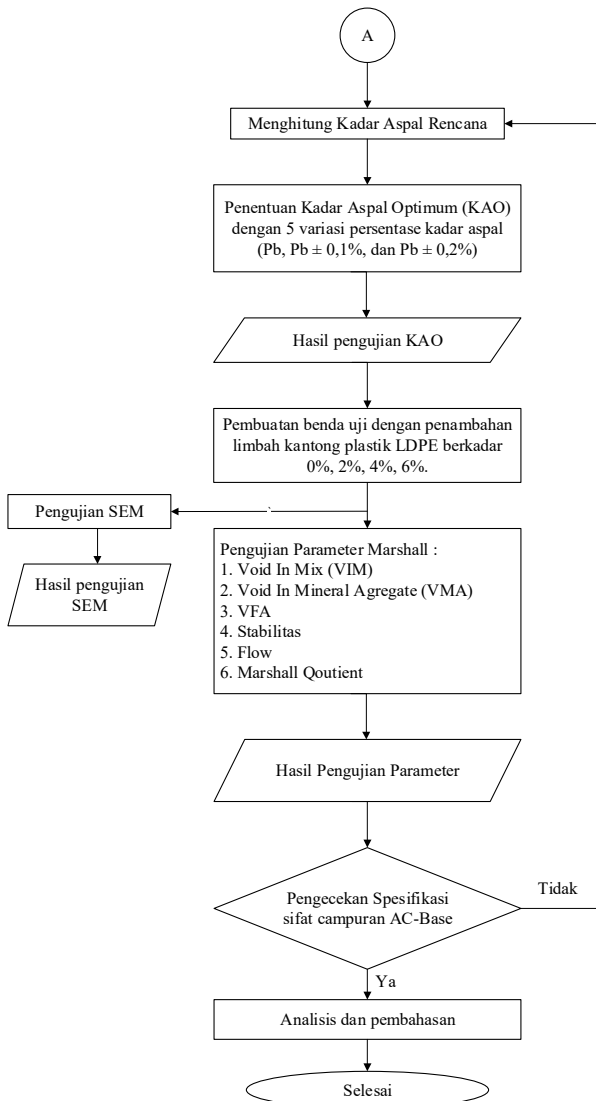 A
Menghitung Kadar Aspal Rencana
Penentuan Kadar Aspal Optimum (KAO)
dengan 5 variasi persentase kadar aspal
(Pb, Pb ± 0,1%, dan Pb ± 0,2%)
Hasil pengujian KAO
Pembuatan benda uji dengan penambahan
limbah kantong plastik LDPE berkadar
0%, 2%, 4%, 6%.
Pengujian SEM
Hasil pengujian
SEM
Pengujian Parameter Marshall :
1. Void In Mix (VIM)
2. Void In Mineral Agregate (VMA)
3. VFA
4. Stabilitas
5. Flow
6. Marshall Qoutient
Hasil Pengujian Parameter
Pengecekan Spesifikasi
sifat campuran AC-Base
Tidak
Ya
Analisis dan pembahasan
Selesai